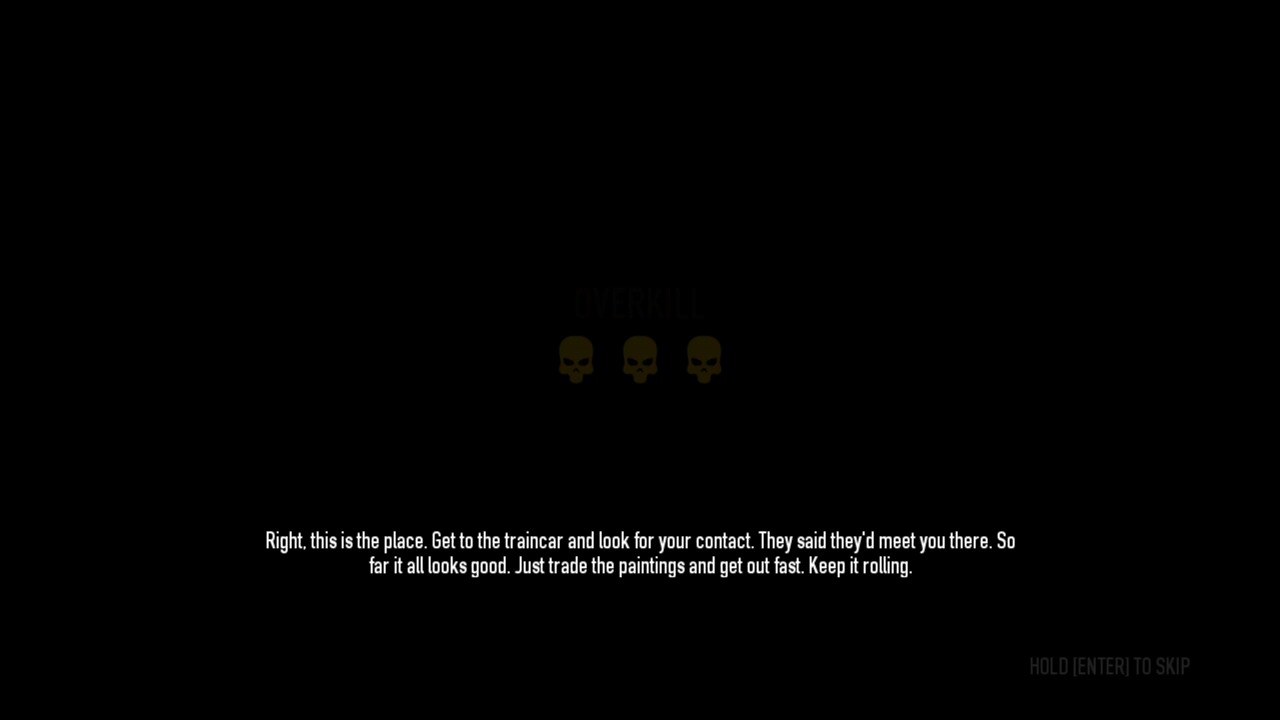 OVERKILL
Right, this is the place. Get to the traincar and look for your contact. They said they'd meet you there. So
far it all looks good. Just trade the paintings and get out fast. Keep it rolling.
HOLD [ENTER] TO SKIP